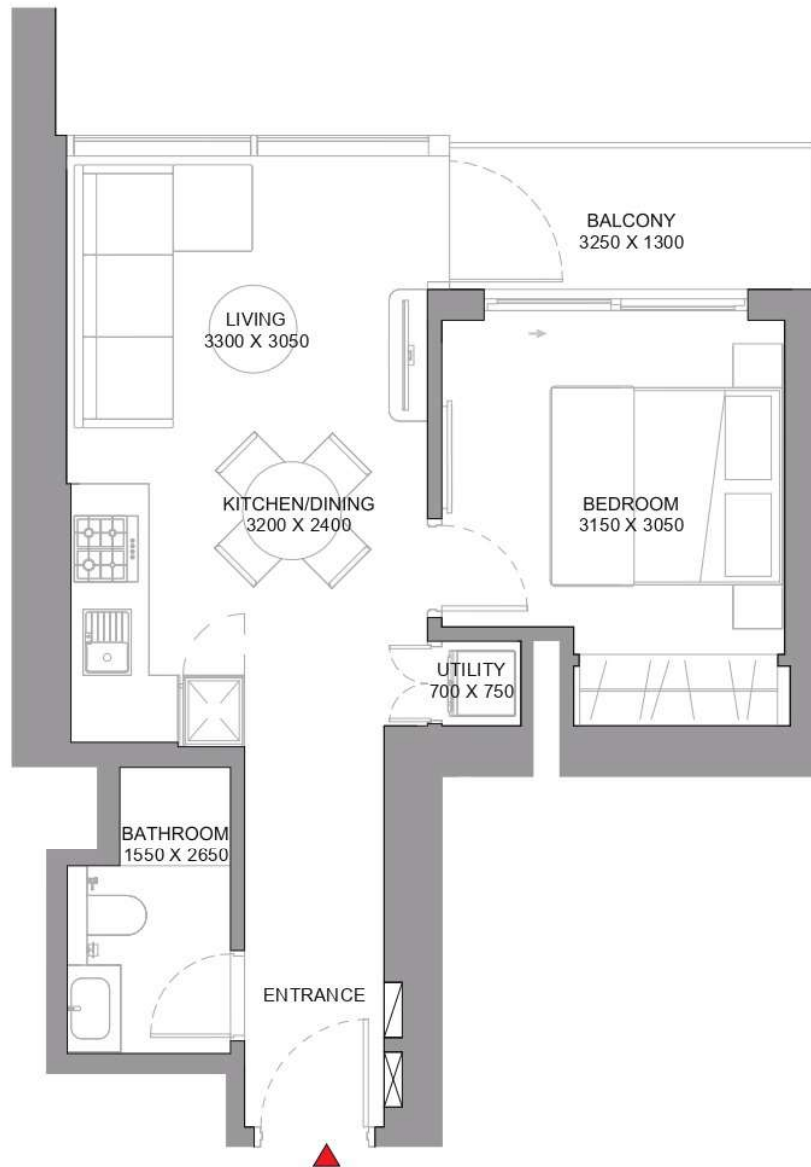 BALCONY
3250 X 1300
LIVING
3300 X 3050
KITCHEN/DINING
3200 X 2400
BEDROOM
3150 X 3050
UTILITY
700 X 750
BATHROOM
1550 X 2650
ENTRANCE